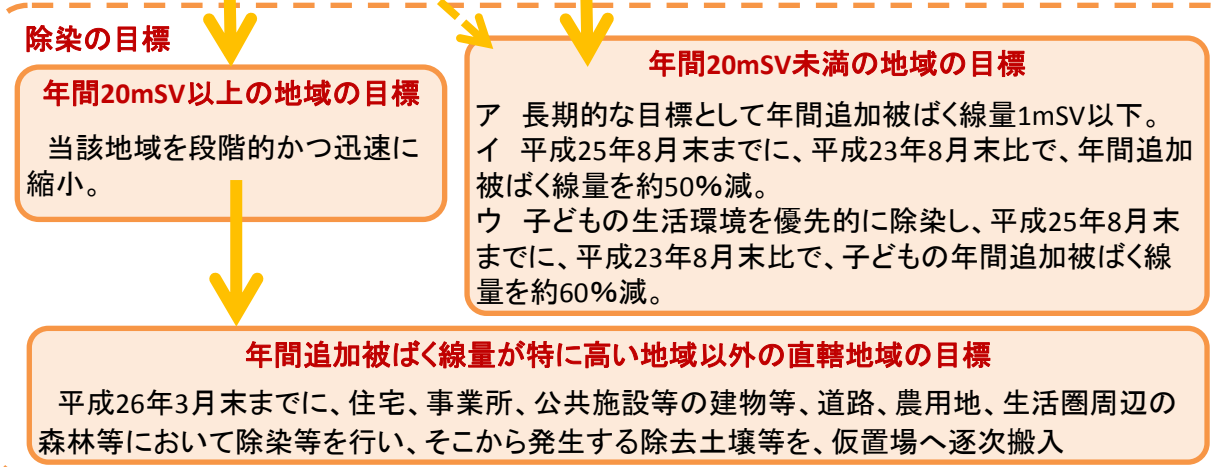 除染の目標
年間20mSV以上の地域の目標
当該地域を段階的かつ迅速に
縮小。
年間20mSV未満の地域の目標
ア　長期的な目標として年間追加被ばく線量1mSV以下。
イ　平成25年8月末までに、平成23年8月末比で、年間追加
被ばく線量を約50％減。
ウ　子どもの生活環境を優先的に除染し、平成25年8月末
までに、平成23年8月末比で、子どもの年間追加被ばく線
量を約60％減。
年間追加被ばく線量が特に高い地域以外の直轄地域の目標
平成26年3月末までに、住宅、事業所、公共施設等の建物等、道路、農用地、生活圏周辺の
森林等において除染等を行い、そこから発生する除去土壌等を、仮置場へ逐次搬入